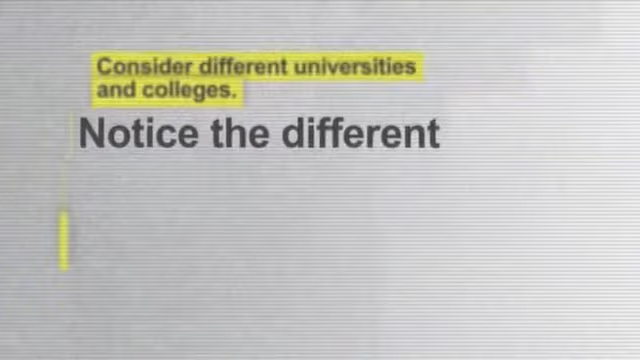 Consider different universities
and colleges.
Notice the different